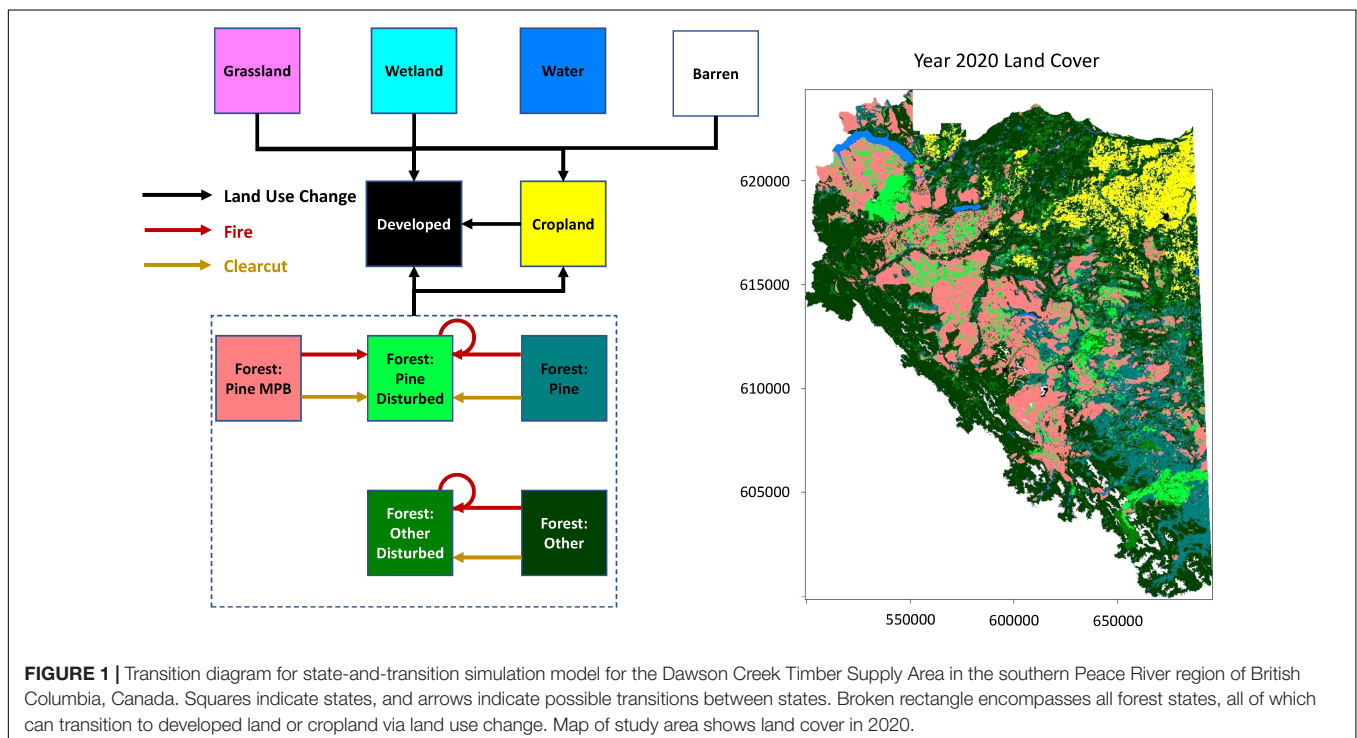 Grassland
Wetland
Water
Barren
Land Use Change
Fire
Clearcut
Developed
Cropland
Forest:
Pine MPB
Forest:
Pine
Disturbed
Forest:
Pine
Forest:
Other
Disturbed
Forest:
Other
Year 2020 Land Cover
620000
615000
610000
605000
550000
600000
650000
FIGURE 1 | Transition diagram for state-and-transition simulation model for the Dawson Creek Timber Supply Area in the southern Peace River region of British
Columbia, Canada. Squares indicate states, and arrows indicate possible transitions between states. Broken rectangle encompasses all forest states, all of which
can transition to developed land or cropland via land use change. Map of study area shows land cover in 2020.